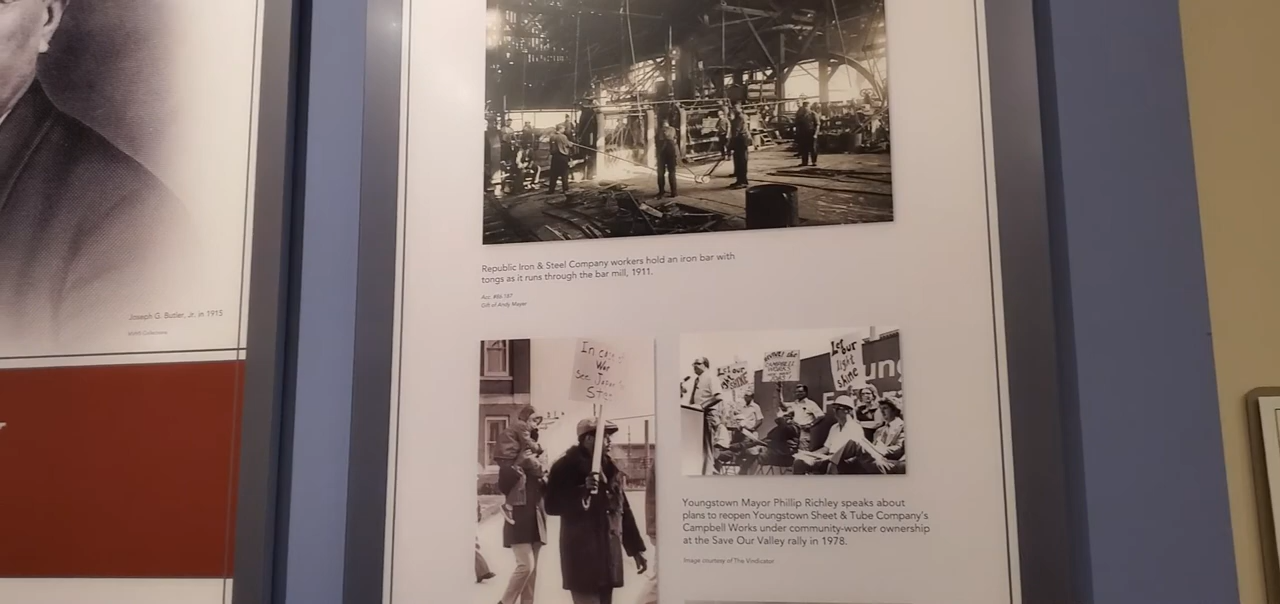 Joseph G. Butler, Jr. in 1915
Republic Iron & Steel Company workers hold an iron bar with
tongs as it runs through the bar mill, 1911.
Gift of Andy Mayer
In case of
War
See Japan
Let our
light
shine
Youngstown Mayor Phillip Richley speaks about
plans to reopen Youngstown Sheet & Tube Company's
Campbell Works under community-worker ownership
at the Save Our Valley rally in 1978.
Image courtesy of The Vindicator